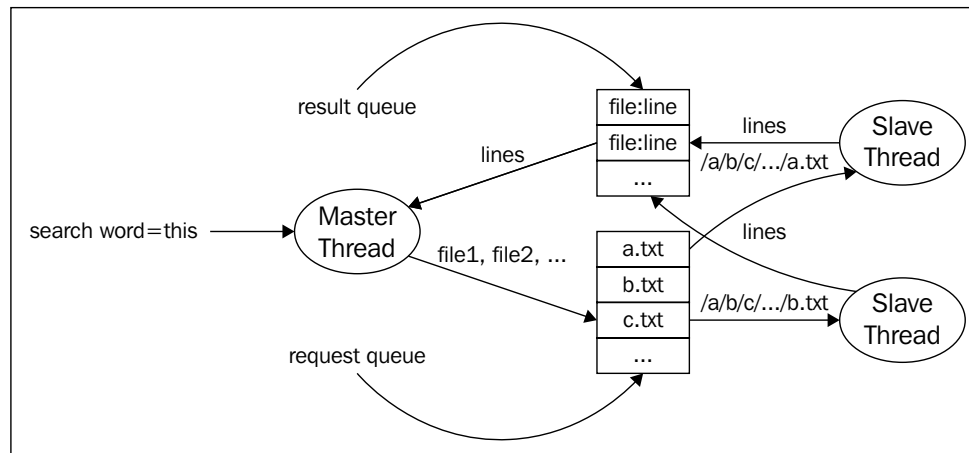 result queue
file:line
file:line
...
lines
/a/b/c/.../a.txt
Slave
Thread
lines
search word=this
Master
Thread
file1, file2, ...
a.txt
b.txt
c.txt
...
lines
/a/b/c/.../b.txt
Slave
Thread
request queue